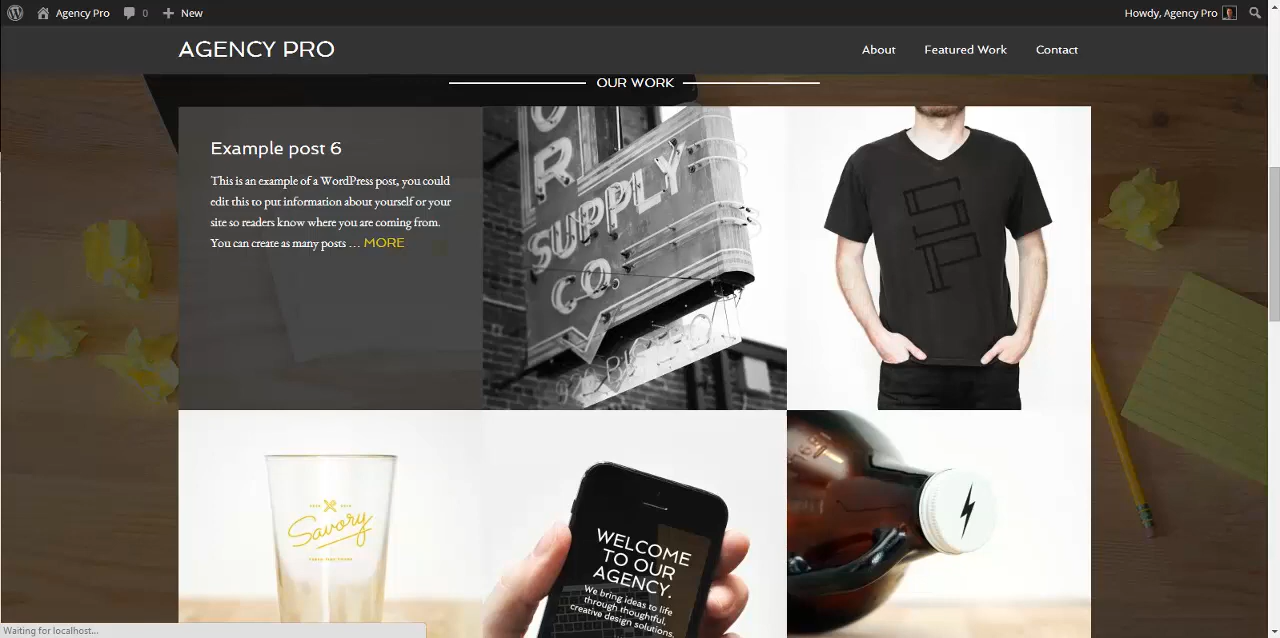 Agency Pro
0
New
Howdy, Agency Pro
AGENCY PRO
About
Featured Work
Contact
OUR WORK
Example post 6
This is an example of a WordPress post, you could
edit this to put information about yourself or your
site so readers know where you are coming from.
You can create as many posts … MORE
OR
SUPPLY
CO.
Savory
WELCOME
TO OUR
AGENCY.
We bring ideas to life
through thoughtful,
creative design solutions.
Waiting for localhost...